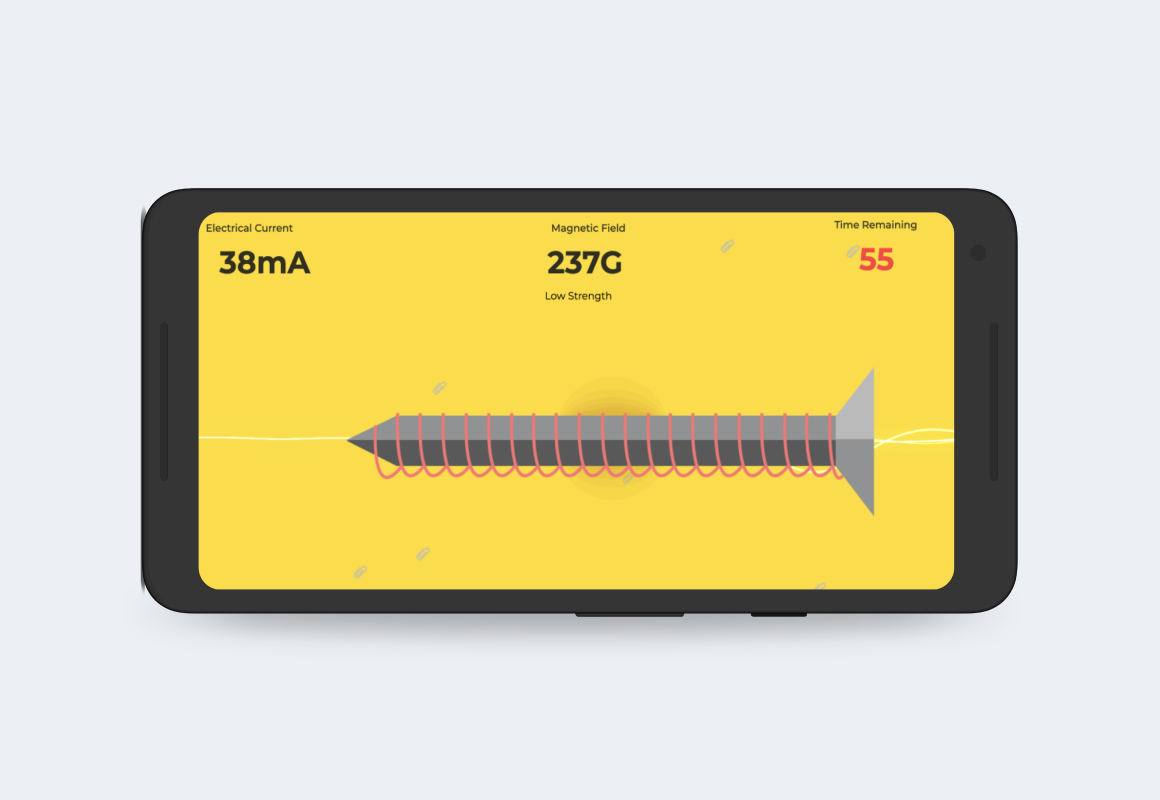 Electrical Current
38mA
Magnetic Field
237G
Low Strength
Time Remaining
55